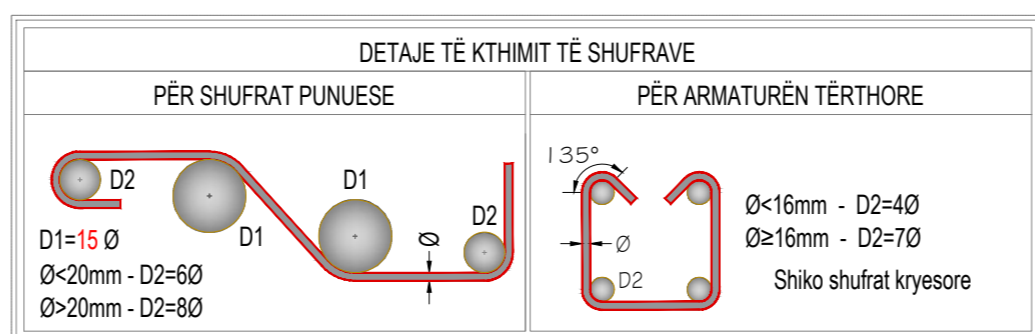 DETAJE TË KTHIMIT TË SHUFRAVE
PËR SHUFRAT PUNUESE
D2
D1
D1
D2
Ø
D1=15 Ø
Ø<20mm - D2=6Ø
Ø>20mm - D2=8Ø
PËR ARMATURËN TËRTHORE
135°
Ø
D2
Ø<16mm - D2=4Ø
Ø≥16mm - D2=7Ø
Shiko shufrat kryesore